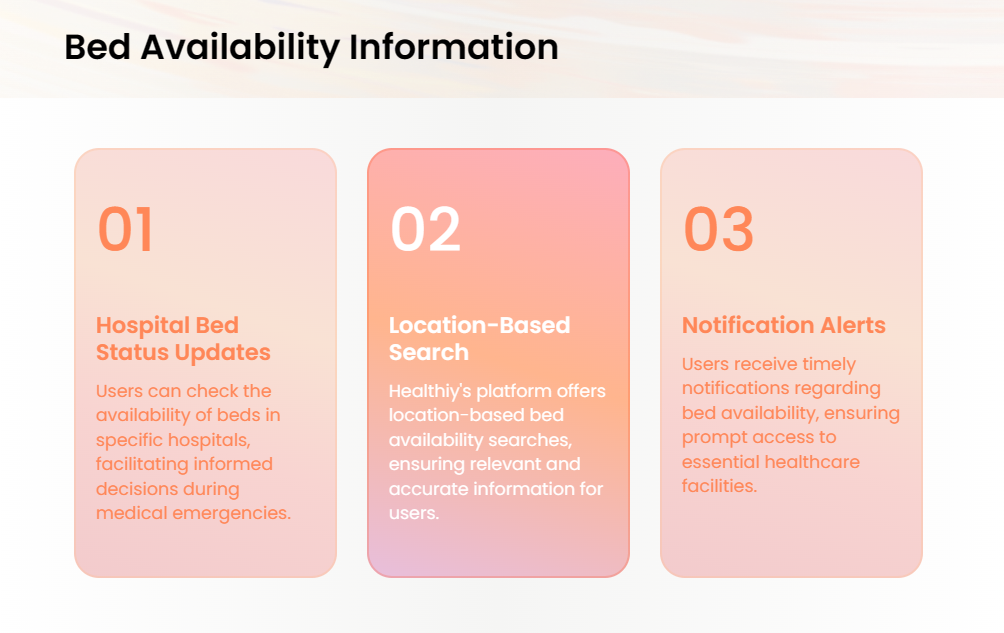 Bed Availability Information
01
Hospital Bed
Status Updates
Users can check the
availability of beds in
specific hospitals,
facilitating informed
decisions during
medical emergencies.
02
Location-Based
Search
Healthiy's platform offers
location-based bed
availability searches,
ensuring relevant and
accurate information for
users.
03
Notification Alerts
Users receive timely
notifications regarding
bed availability, ensuring
prompt access to
essential healthcare
facilities.